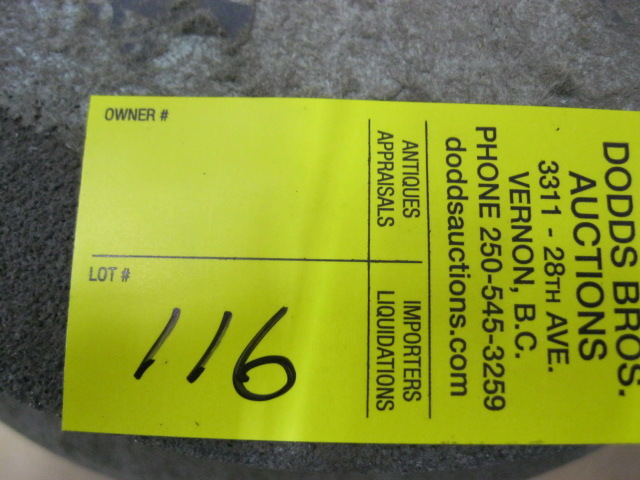 OWNER #
LOT #
116
DODDS BROS.
AUCTIONS
3311 - 28TH AVE.
VERNON, B.C.
PHONE 250-545-3259
doddsauctions.com
ANTIQUES IMPORTERS
APPRAISALS LIQUIDATIONS